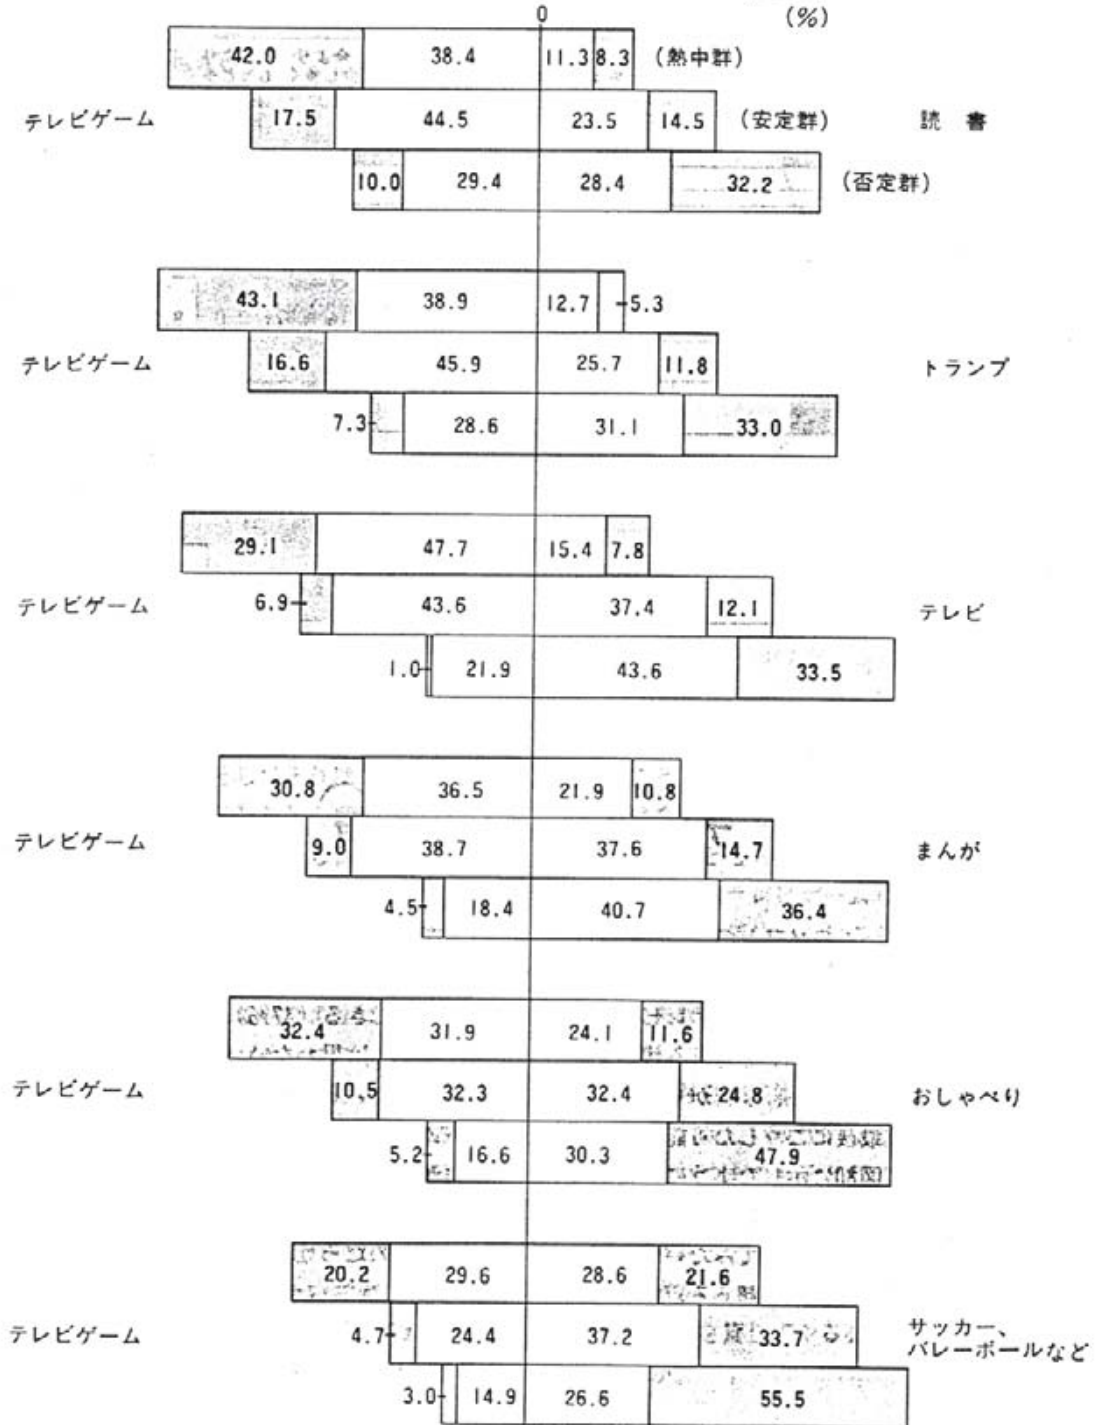 0
(%)
42.0 38.4 11.3 8.3 (熱中群)
テレビゲーム 17.5 44.5 23.5 14.5 (安定群) 読 書
10.0 29.4 28.4 32.2 (否定群)
43.1 38.9 12.7 5.3
テレビゲーム 16.6 45.9 25.7 11.8 トランプ
7.3 28.6 31.1 33.0
29.1 47.7 15.4 7.8
テレビゲーム 6.9 43.6 37.4 12.1 テレビ
1.0 21.9 43.6 33.5
30.8 36.5 21.9 10.8
テレビゲーム 9.0 38.7 37.6 14.7 まんが
4.5 18.4 40.7 36.4
32.4 31.9 24.1 11.6
テレビゲーム 10.5 32.3 32.4 24.8 おしゃべり
5.2 16.6 30.3 47.9
20.2 29.6 28.6 21.6
テレビゲーム 4.7 24.4 37.2 33.7 サッカー、
バレーボールなど
3.0 14.9 26.6 55.5